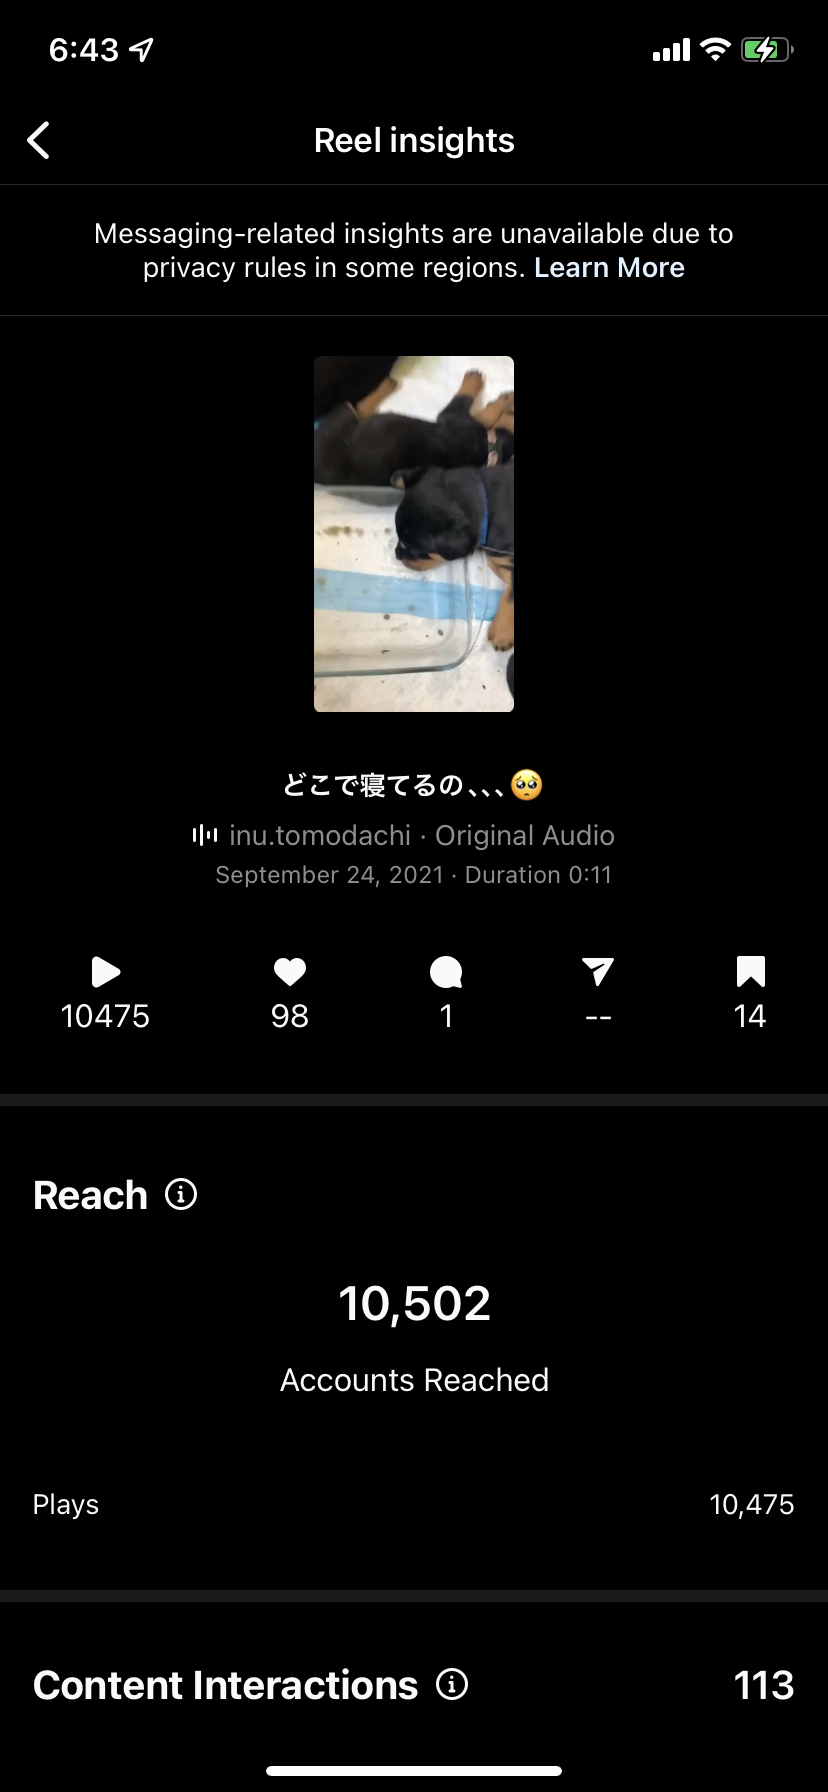 6:43
Reel insights
Messaging-related insights are unavailable due to
privacy rules in some regions. Learn More
どこで寝てるの､､､🥺
inu.tomodachi · Original Audio
September 24, 2021 · Duration 0:11
10475 98 1 -- 14
Reach
10,502
Accounts Reached
Plays 10,475
Content Interactions 113